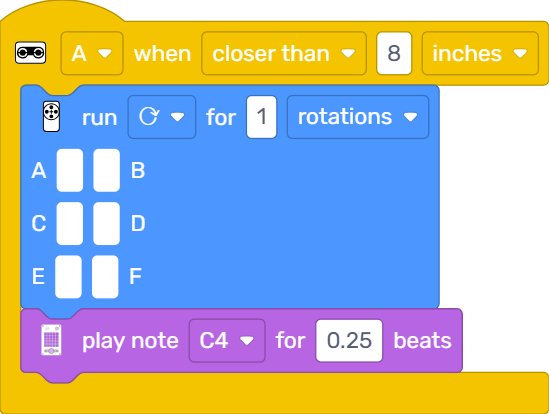 A when closer than 8 inches
run for 1 rotations
A B
C D
E F
play note C4 for 0.25 beats